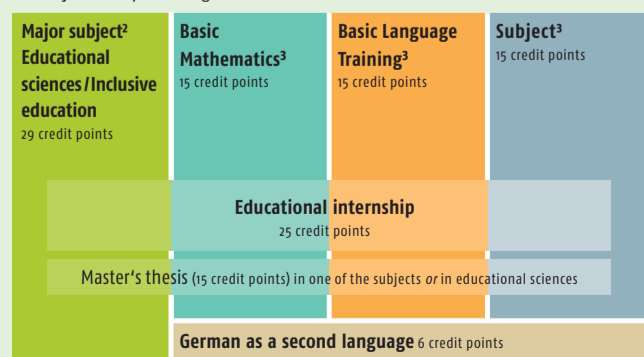 Major subject²
Educational
sciences/Inclusive
education
29 credit points
Basic
Mathematics³
15 credit points
Basic Language
Training³
15 credit points
Subject³
15 credit points
Educational internship
25 credit points
Master's thesis (15 credit points) in one of the subjects or in educational sciences
German as a second language 6 credit points